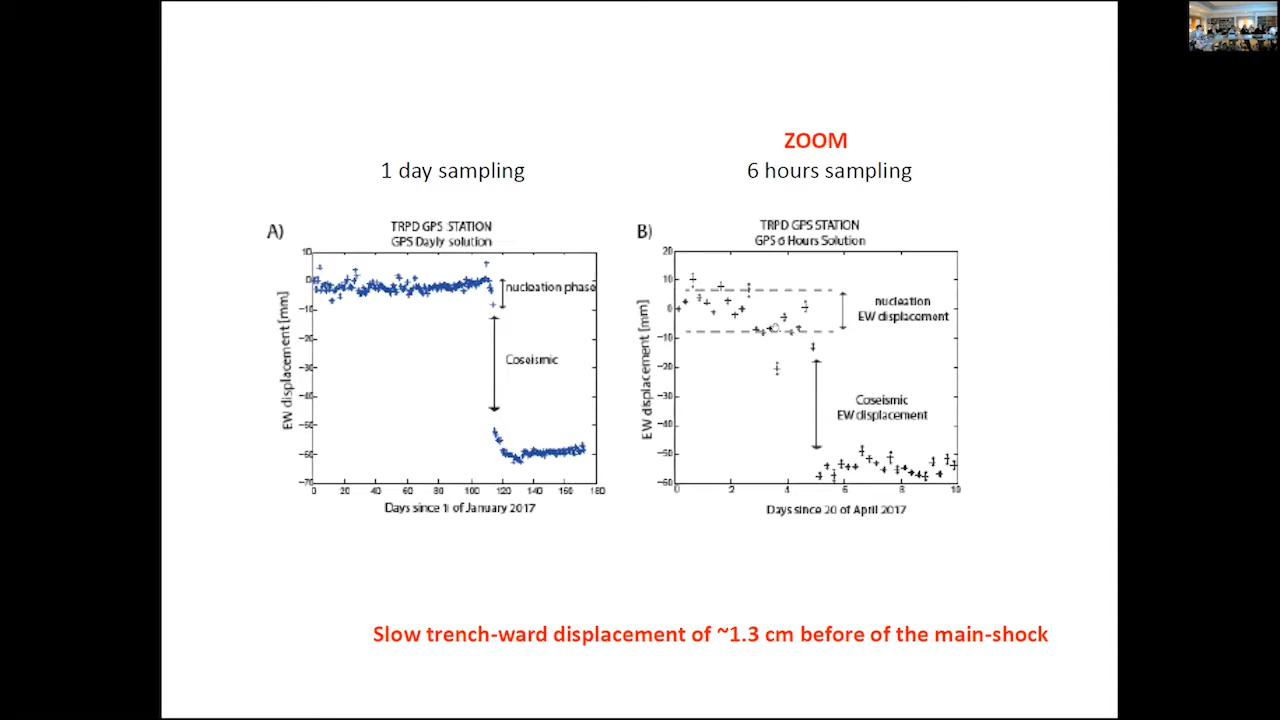 ZOOM
1 day sampling
6 hours sampling
A)
TRPD GPS STATION
GPS Dayly solution
10
0
-10
-20
-30
-40
-50
-60
-70
EW displacement [mm]
nucleation phase
Coseismic
0 20 40 60 80 100 120 140 160 180
Days since 1 of January 2017
B)
TRPD GPS STATION
GPS 6 Hours Solution
20
10
0
-10
-20
-30
-40
-50
-60
EW displacement [mm]
nucleation
EW displacement
Coseismic
EW displacement
0 2 4 6 8 10
Days since 20 of April 2017
Slow trench-ward displacement of ~1.3 cm before of the main-shock